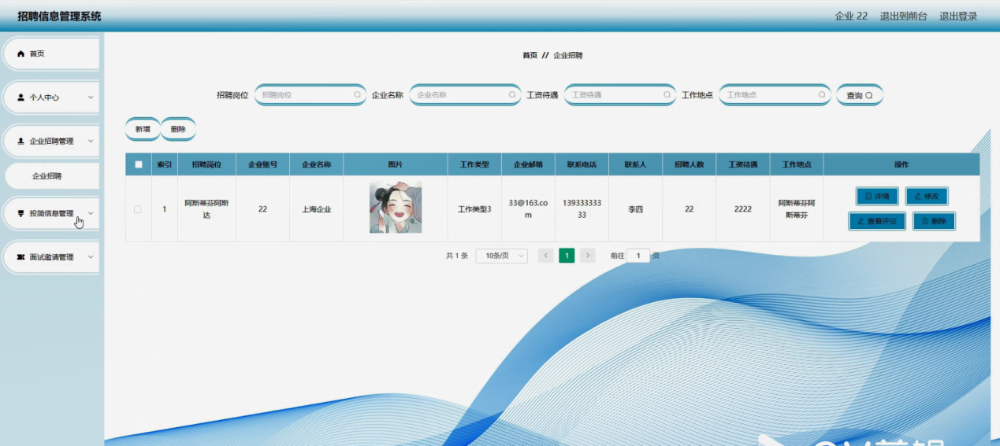 招聘信息管理系统
企业 22 退出到前台 退出登录
首页
个人中心
企业招聘管理
企业招聘
投简信息管理
面试邀请管理
首页 // 企业招聘
招聘岗位 招聘岗位 企业名称 企业名称 工资待遇 工资待遇 工作地点 工作地点 查询
新增 删除
索引 招聘岗位 企业账号 企业名称 图片 工作类型 企业邮箱 联系电话 联系人 招聘人数 工资待遇 工作地点 操作
1 阿斯蒂芬阿斯达 22 上海企业 工作类型3 33@163.com 13933333333 李四 22 2222 阿斯蒂芬阿斯蒂芬 详情 修改
查看评论 删除
共 1 条 10条/页 1 前往 1 页